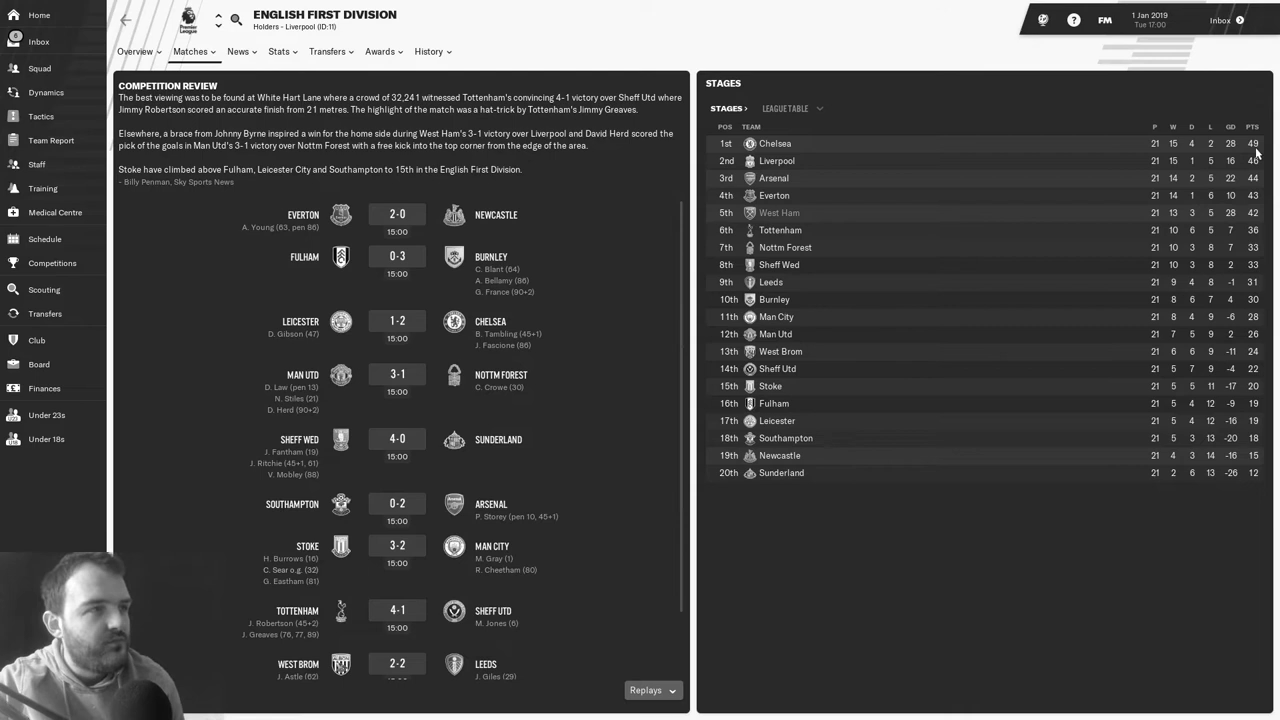 Home
6
Inbox
Squad
Dynamics
Tactics
Team Report
Staff
Training
Medical Centre
Schedule
Competitions
Scouting
Transfers
Club
Board
Finances
Under 23s
Under 18s
Premier League
ENGLISH FIRST DIVISION
Holders - Liverpool (ID:11)
? FM
1 Jan 2019
Tue 17:00
Inbox
Overview Matches News Stats Transfers Awards History
COMPETITION REVIEW
The best viewing was to be found at White Hart Lane where a crowd of 32,241 witnessed Tottenham's convincing 4-1 victory over Sheff Utd where
Jimmy Robertson scored an accurate finish from 21 metres. The highlight of the match was a hat-trick by Tottenham's Jimmy Greaves.
Elsewhere, a brace from Johnny Byrne inspired a win for the home side during West Ham's 3-1 victory over Liverpool and David Herd scored the
pick of the goals in Man Utd's 3-1 victory over Nottm Forest with a free kick into the top corner from the edge of the area.
Stoke have climbed above Fulham, Leicester City and Southampton to 15th in the English First Division.
- Billy Penman, Sky Sports News
EVERTON 2-0 NEWCASTLE
A. Young (63, pen 86) 15:00
FULHAM 0-3 BURNLEY
15:00 C. Blant (64)
A. Bellamy (86)
G. France (90+2)
LEICESTER 1-2 CHELSEA
D. Gibson (47) 15:00 B. Tambling (45+1)
J. Fascione (86)
MAN UTD 3-1 NOTTM FOREST
D. Law (pen 13) 15:00 C. Crowe (30)
N. Stiles (21)
D. Herd (90+2)
SHEFF WED 4-0 SUNDERLAND
J. Fantham (19) 15:00
J. Ritchie (45+1, 61)
V. Mobley (88)
SOUTHAMPTON 0-2 ARSENAL
15:00 P. Storey (pen 10, 45+1)
STOKE 3-2 MAN CITY
H. Burrows (16) 15:00 M. Gray (1)
C. Sear o.g. (32) R. Cheetham (80)
G. Eastham (81)
TOTTENHAM 4-1 SHEFF UTD
J. Robertson (45+2) 15:00 M. Jones (6)
J. Greaves (76, 77, 89)
WEST BROM 2-2 LEEDS
J. Astle (62) J. Giles (29)
Replays
STAGES
STAGES > LEAGUE TABLE
POS TEAM P W D L GD PTS
1st Chelsea 21 15 4 2 28 49
2nd Liverpool 21 15 1 5 16 46
3rd Arsenal 21 14 2 5 22 44
4th Everton 21 14 1 6 10 43
5th West Ham 21 13 3 5 28 42
6th Tottenham 21 10 6 5 7 36
7th Nottm Forest 21 10 3 8 7 33
8th Sheff Wed 21 10 3 8 2 33
9th Leeds 21 9 4 8 -1 31
10th Burnley 21 8 6 7 4 30
11th Man City 21 8 4 9 -6 28
12th Man Utd 21 7 5 9 2 26
13th West Brom 21 6 6 9 -11 24
14th Sheff Utd 21 5 7 9 -4 22
15th Stoke 21 5 5 11 -17 20
16th Fulham 21 5 4 12 -9 19
17th Leicester 21 5 4 12 -16 19
18th Southampton 21 5 3 13 -20 18
19th Newcastle 21 4 3 14 -16 15
20th Sunderland 21 2 6 13 -26 12